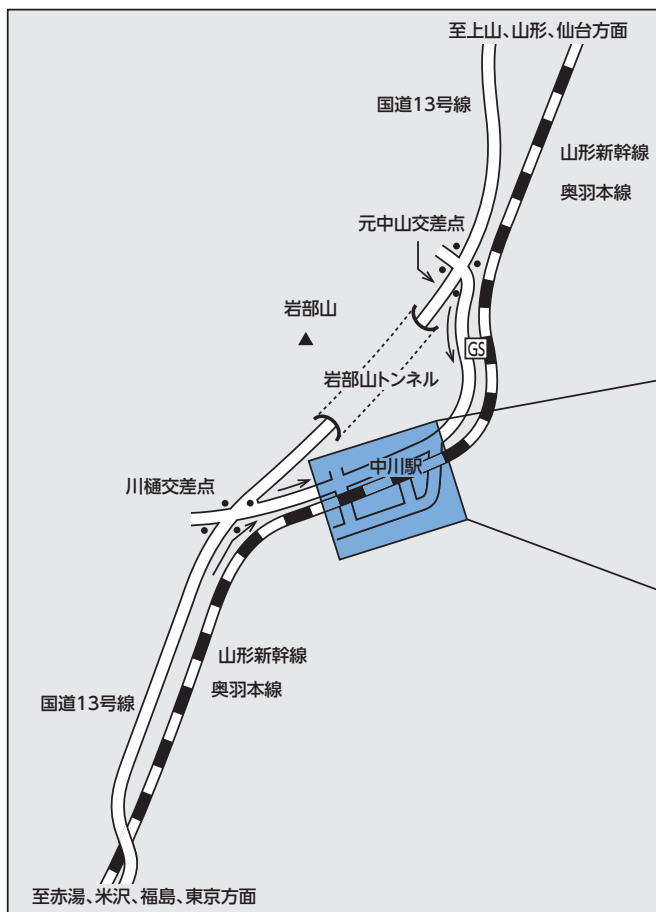 至上山、山形、仙台方面
国道13号線
山形新幹線
奥羽本線
元中山交差点
岩部山
GS
岩部山トンネル
中川駅
川樋交差点
山形新幹線
奥羽本線
国道13号線
至赤湯、米沢、福島、東京方面